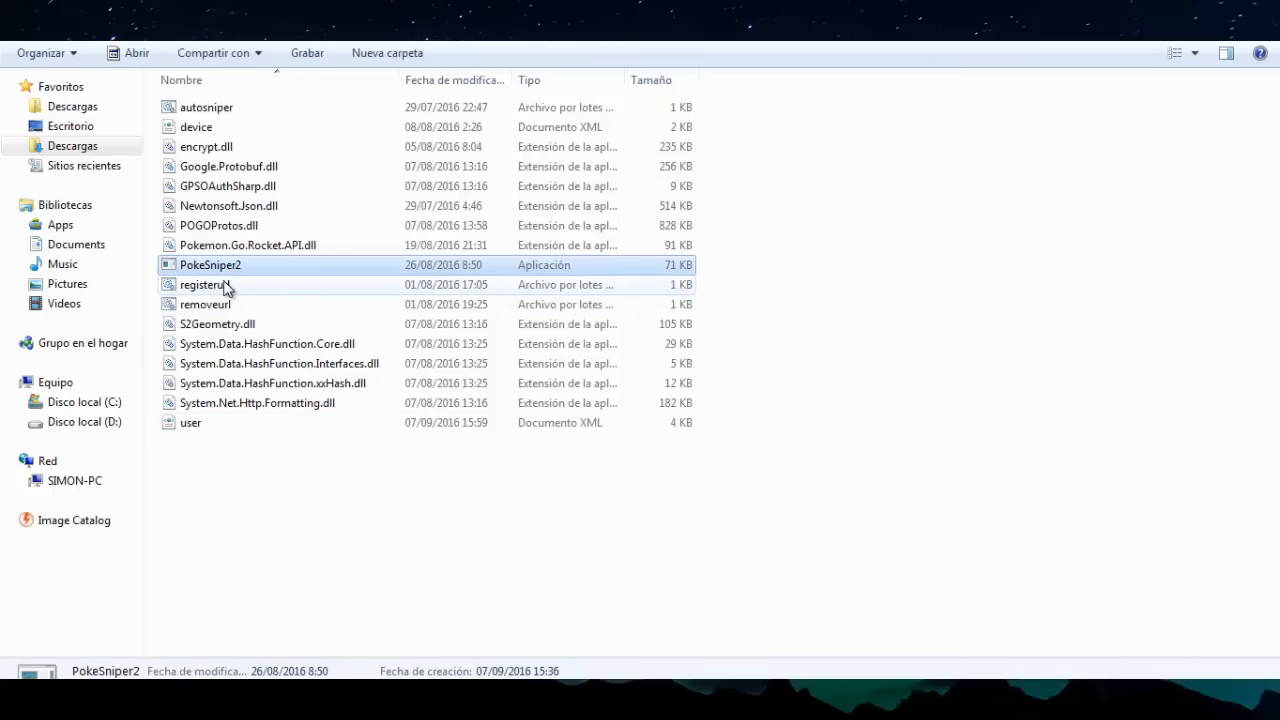 Organizar Abrir Compartir con Grabar Nueva carpeta
Nombre Fecha de modifica... Tipo Tamaño
Favoritos
Descargas
Escritorio
Descargas
Sitios recientes
Bibliotecas
Apps
Documents
Music
Pictures
Videos
Grupo en el hogar
Equipo
Disco local (C:)
Disco local (D:)
Red
SIMON-PC
Image Catalog
autosniper 29/07/2016 22:47 Archivo por lotes ... 1 KB
device 08/08/2016 2:26 Documento XML 2 KB
encrypt.dll 05/08/2016 8:04 Extensión de la apl... 235 KB
Google.Protobuf.dll 07/08/2016 13:16 Extensión de la apl... 256 KB
GPSOAuthSharp.dll 07/08/2016 13:16 Extensión de la apl... 9 KB
Newtonsoft.Json.dll 29/07/2016 4:46 Extensión de la apl... 514 KB
POGOProtos.dll 07/08/2016 13:58 Extensión de la apl... 828 KB
Pokemon.Go.Rocket.API.dll 19/08/2016 21:31 Extensión de la apl... 91 KB
PokeSniper2 26/08/2016 8:50 Aplicación 71 KB
registerurl 01/08/2016 17:05 Archivo por lotes ... 1 KB
removeurl 01/08/2016 19:25 Archivo por lotes ... 1 KB
S2Geometry.dll 07/08/2016 13:16 Extensión de la apl... 105 KB
System.Data.HashFunction.Core.dll 07/08/2016 13:25 Extensión de la apl... 29 KB
System.Data.HashFunction.Interfaces.dll 07/08/2016 13:25 Extensión de la apl... 5 KB
System.Data.HashFunction.xxHash.dll 07/08/2016 13:25 Extensión de la apl... 12 KB
System.Net.Http.Formatting.dll 07/08/2016 13:16 Extensión de la apl... 182 KB
user 07/09/2016 15:59 Documento XML 4 KB
PokeSniper2 Fecha de modifica... 26/08/2016 8:50 Fecha de creación: 07/09/2016 15:36